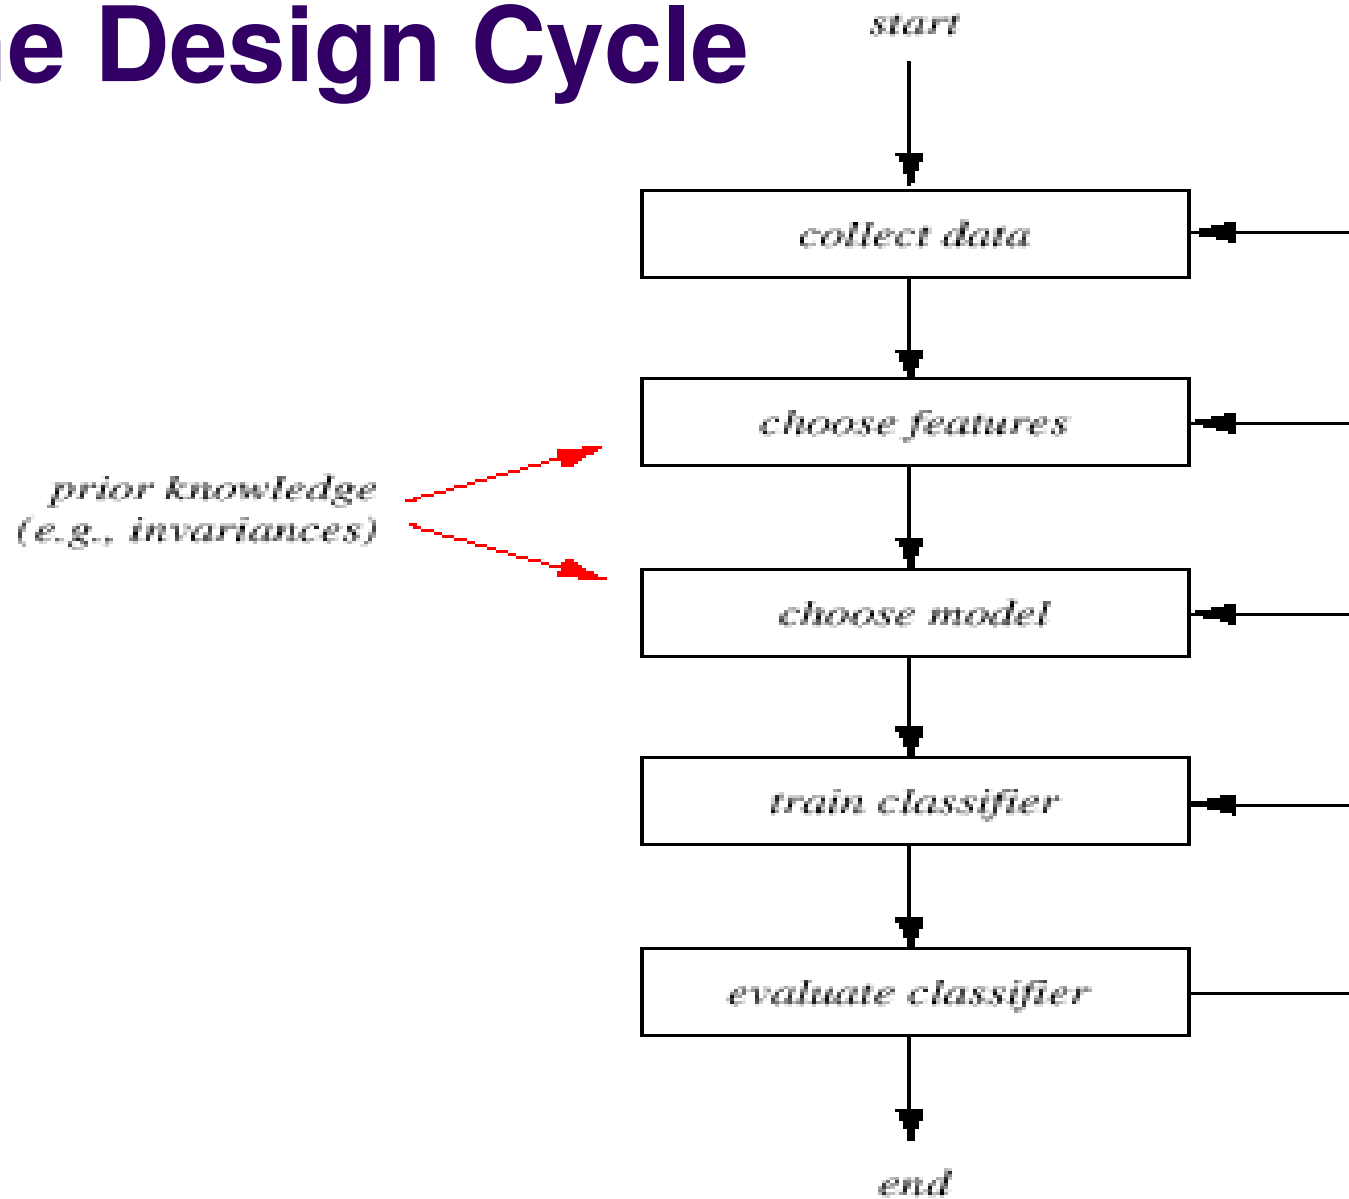 e Design Cycle
start
collect data
choose features
prior knowledge
(e.g., invariances)
choose model
train classifier
evaluate classifier
end